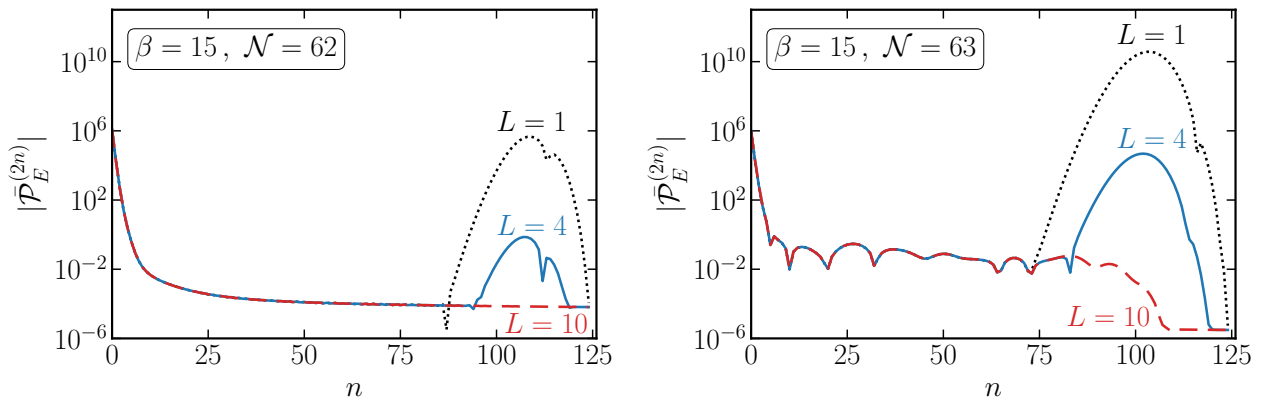 β = 15 , 𝒩 = 62
L = 1
L = 4
L = 10
10^{10}
10^{6}
10^{2}
10^{-2}
10^{-6}
|\bar{𝒫}_E^{(2n)}|
0 25 50 75 100 125
n
β = 15 , 𝒩 = 63
L = 1
L = 4
L = 10
10^{10}
10^{6}
10^{2}
10^{-2}
10^{-6}
|\bar{𝒫}_E^{(2n)}|
0 25 50 75 100 125
n